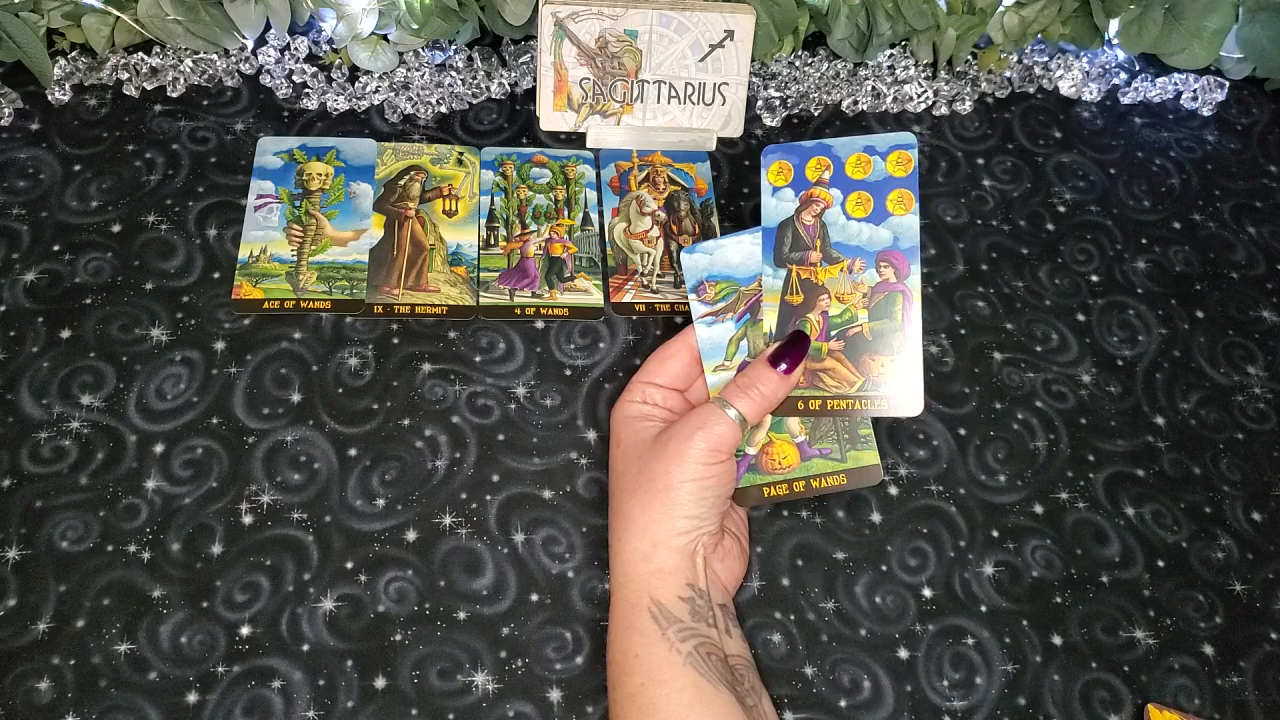 SAGITTARIUS
ACE OF WANDS
IX · THE HERMIT
4 OF WANDS
VII · THE CHA
6 OF PENTACLES
PAGE OF WANDS